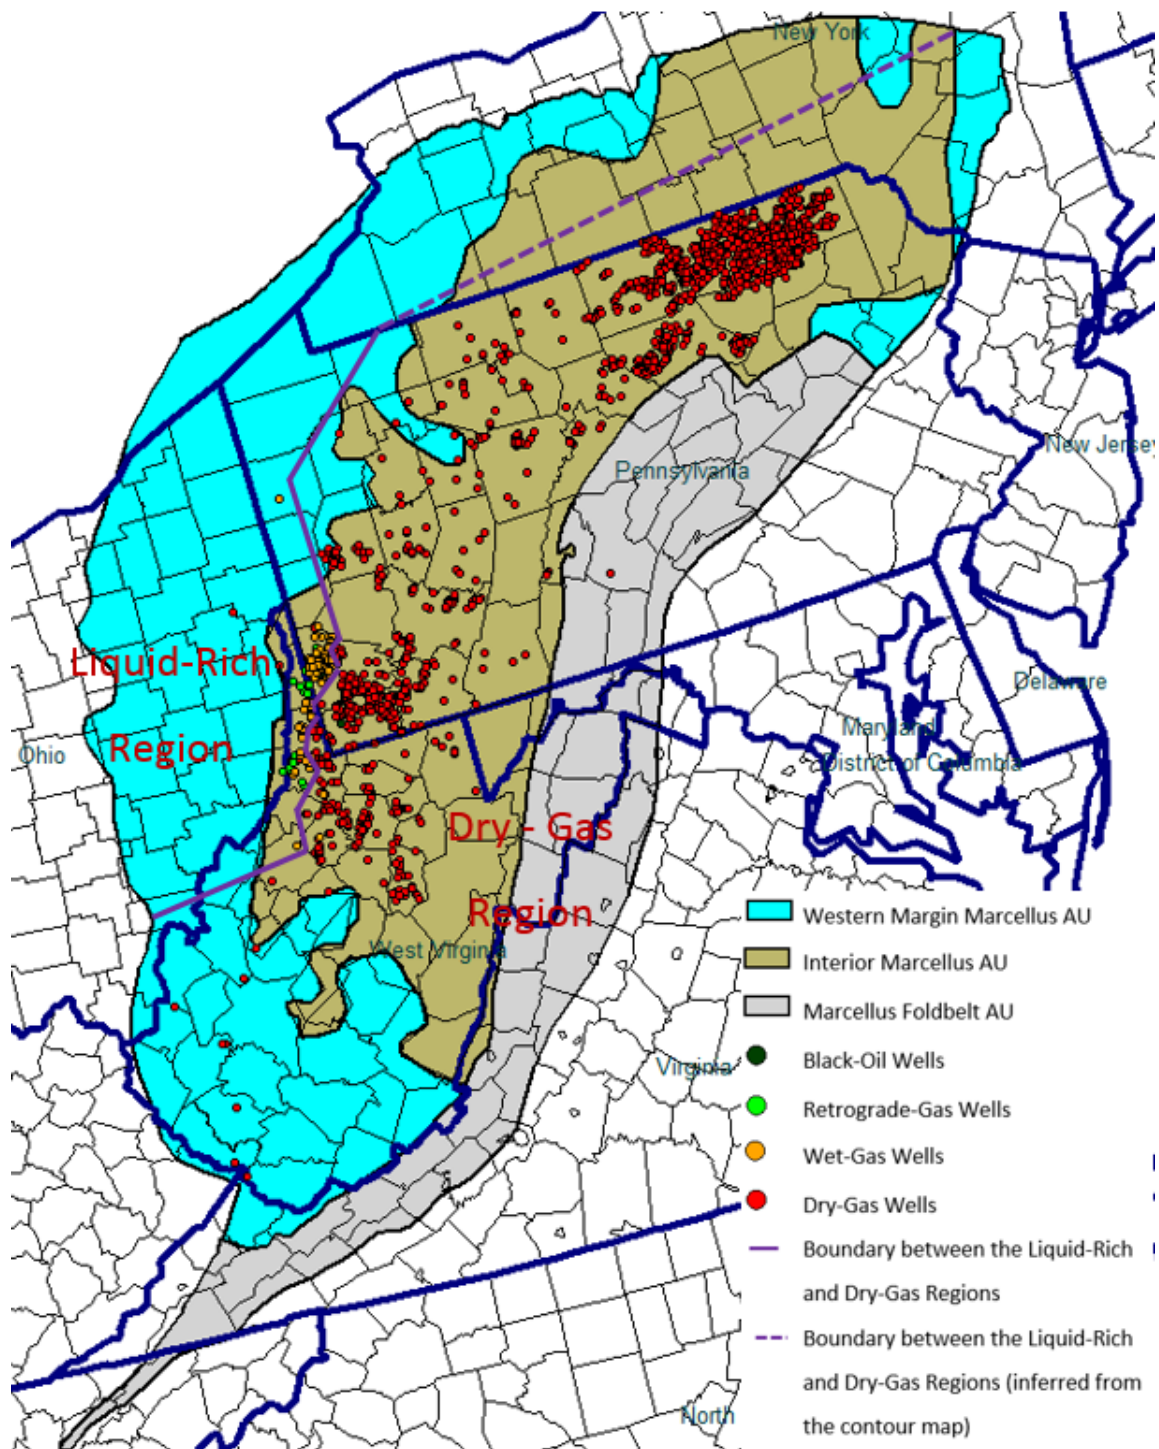 New York
New Jersey
Pennsylvania
Liquid-Rich
Region
Ohio
Delaware
Maryland
District of Columbia
Dry - Gas
Region
West Virginia
Virginia
North
Western Margin Marcellus AU
Interior Marcellus AU
Marcellus Foldbelt AU
Black-Oil Wells
Retrograde-Gas Wells
Wet-Gas Wells
Dry-Gas Wells
Boundary between the Liquid-Rich
and Dry-Gas Regions
Boundary between the Liquid-Rich
and Dry-Gas Regions (inferred from
the contour map)